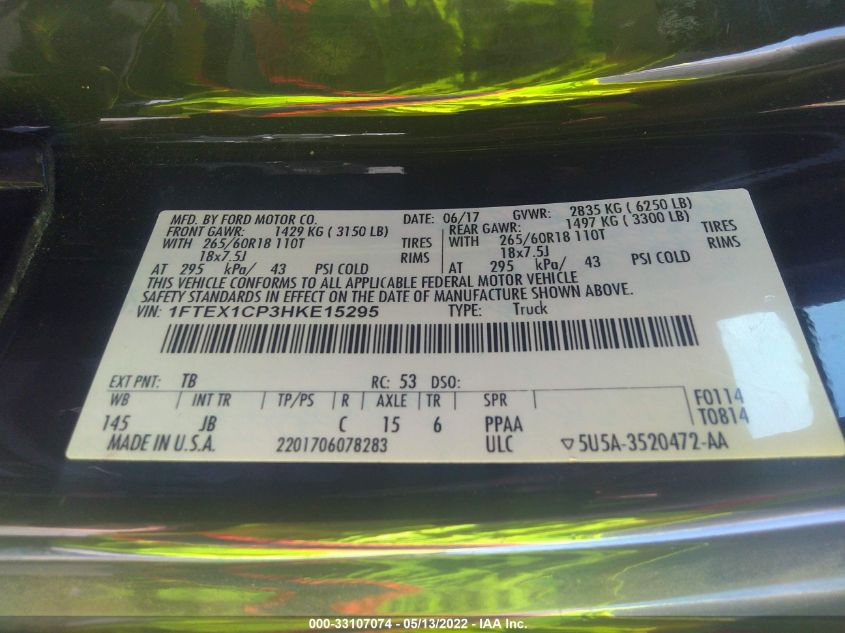 MFD. BY FORD MOTOR CO. DATE: 06/17 GVWR: 2835 KG ( 6250 LB)
FRONT GAWR: 1429 KG ( 3150 LB) REAR GAWR: 1497 KG ( 3300 LB)
WITH 265/60R18 110T TIRES WITH 265/60R18 110T TIRES
18x7.5J RIMS 18x7.5J RIMS
AT 295 kPa/ 43 PSI COLD AT 295 kPa/ 43 PSI COLD
THIS VEHICLE CONFORMS TO ALL APPLICABLE FEDERAL MOTOR VEHICLE
SAFETY STANDARDS IN EFFECT ON THE DATE OF MANUFACTURE SHOWN ABOVE.
VIN: 1FTEX1CP3HKE15295 TYPE: Truck
EXT PNT: TB RC: 53 DSO:
WB INT TR TP/PS R AXLE TR SPR F0114
145 JB C 15 6 PPAA T0814
MADE IN U.S.A. 2201706078283 ULC ▽5U5A-3520472-AA
000-33107074 - 05/13/2022 - IAA Inc.